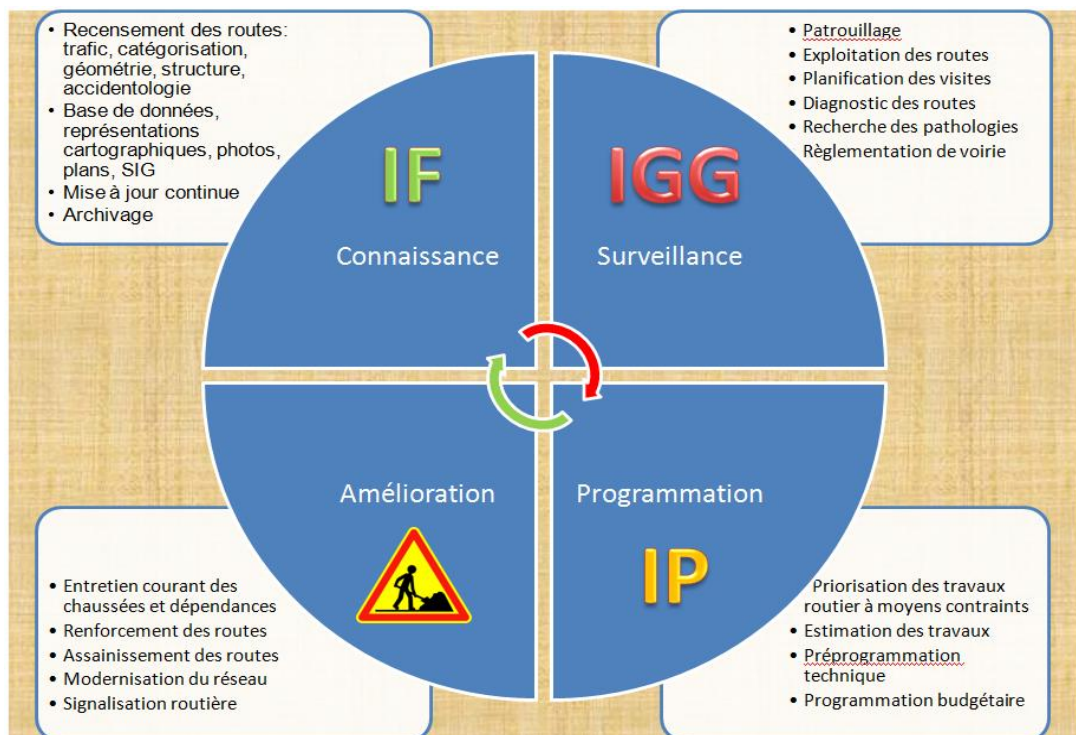 • Recensement des routes:
trafic, catégorisation,
géométrie, structure,
accidentologie
• Base de données,
représentations
cartographiques, photos,
plans, SIG
• Mise à jour continue
• Archivage
• Patrouillage
• Exploitation des routes
• Planification des visites
• Diagnostic des routes
• Recherche des pathologies
Règlementation de voirie
IF
Connaissance
IGG
Surveillance
Amélioration
Programmation
IP
• Entretien courant des
chaussées et dépendances
• Renforcement des routes
• Assainissement des routes
• Modernisation du réseau
• Signalisation routière
Priorisation des travaux
routier à moyens contraints
• Estimation des travaux
• Préprogrammation
technique
• Programmation budgétaire